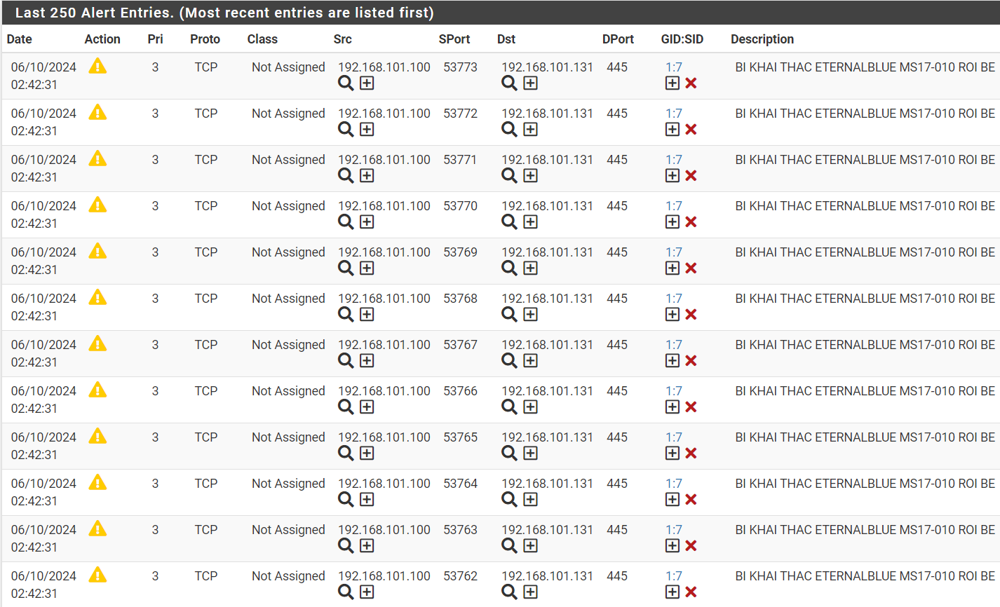 Last 250 Alert Entries. (Most recent entries are listed first)
Date Action Pri Proto Class Src SPort Dst DPort GID:SID Description
06/10/2024 3 TCP Not Assigned 192.168.101.100 53773 192.168.101.131 445 1:7 BI KHAI THAC ETERNALBLUE MS17-010 ROI BE
02:42:31
06/10/2024 3 TCP Not Assigned 192.168.101.100 53772 192.168.101.131 445 1:7 BI KHAI THAC ETERNALBLUE MS17-010 ROI BE
02:42:31
06/10/2024 3 TCP Not Assigned 192.168.101.100 53771 192.168.101.131 445 1:7 BI KHAI THAC ETERNALBLUE MS17-010 ROI BE
02:42:31
06/10/2024 3 TCP Not Assigned 192.168.101.100 53770 192.168.101.131 445 1:7 BI KHAI THAC ETERNALBLUE MS17-010 ROI BE
02:42:31
06/10/2024 3 TCP Not Assigned 192.168.101.100 53769 192.168.101.131 445 1:7 BI KHAI THAC ETERNALBLUE MS17-010 ROI BE
02:42:31
06/10/2024 3 TCP Not Assigned 192.168.101.100 53768 192.168.101.131 445 1:7 BI KHAI THAC ETERNALBLUE MS17-010 ROI BE
02:42:31
06/10/2024 3 TCP Not Assigned 192.168.101.100 53767 192.168.101.131 445 1:7 BI KHAI THAC ETERNALBLUE MS17-010 ROI BE
02:42:31
06/10/2024 3 TCP Not Assigned 192.168.101.100 53766 192.168.101.131 445 1:7 BI KHAI THAC ETERNALBLUE MS17-010 ROI BE
02:42:31
06/10/2024 3 TCP Not Assigned 192.168.101.100 53765 192.168.101.131 445 1:7 BI KHAI THAC ETERNALBLUE MS17-010 ROI BE
02:42:31
06/10/2024 3 TCP Not Assigned 192.168.101.100 53764 192.168.101.131 445 1:7 BI KHAI THAC ETERNALBLUE MS17-010 ROI BE
02:42:31
06/10/2024 3 TCP Not Assigned 192.168.101.100 53763 192.168.101.131 445 1:7 BI KHAI THAC ETERNALBLUE MS17-010 ROI BE
02:42:31
06/10/2024 3 TCP Not Assigned 192.168.101.100 53762 192.168.101.131 445 1:7 BI KHAI THAC ETERNALBLUE MS17-010 ROI BE
02:42:31